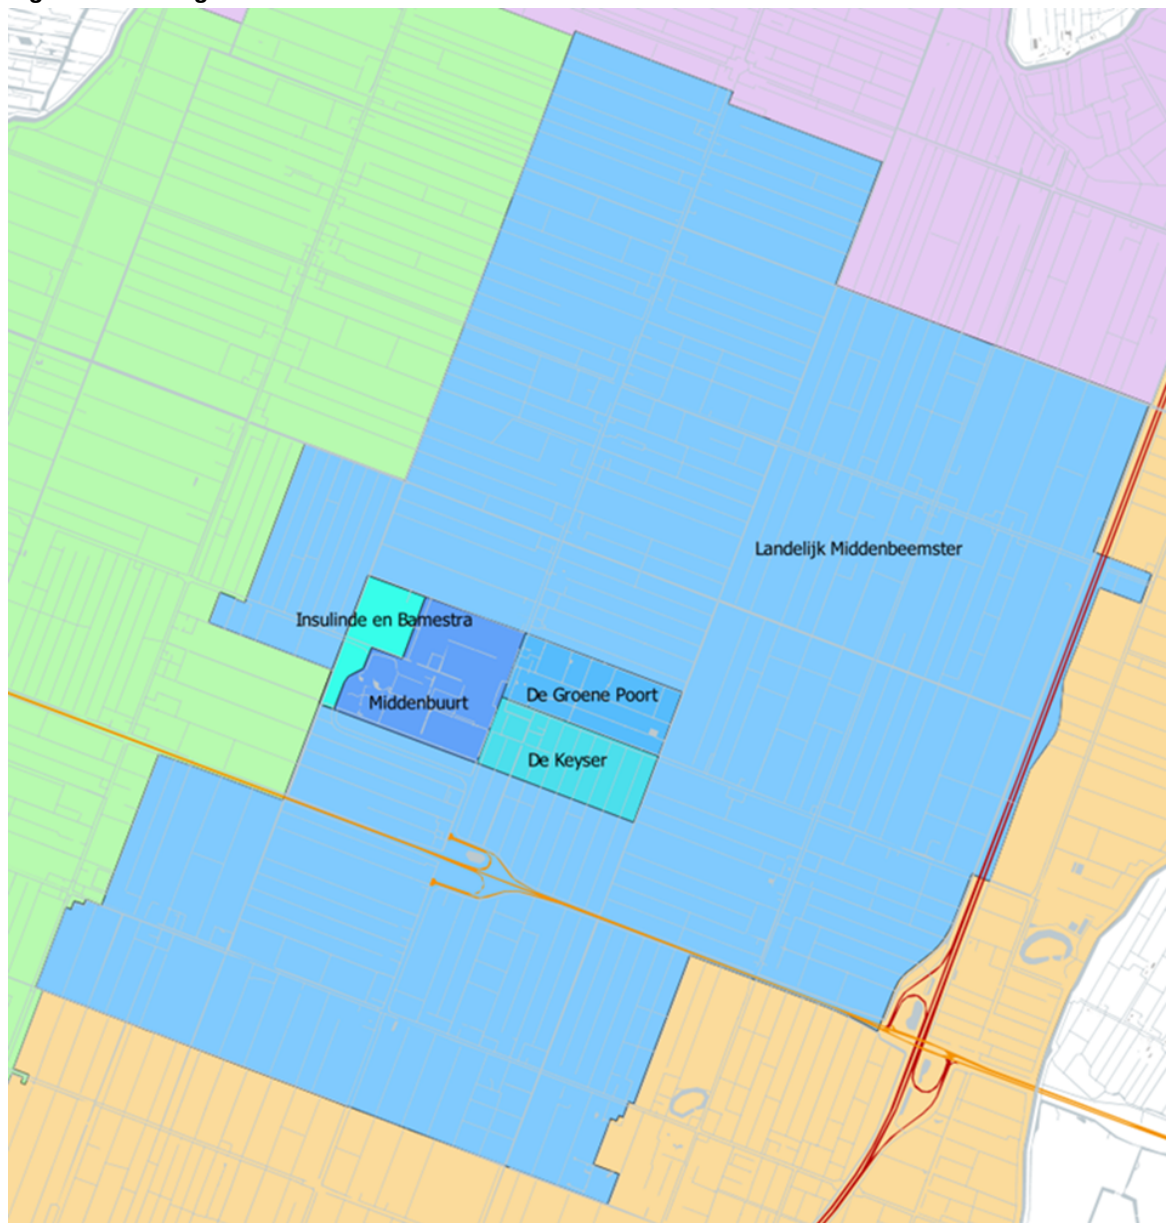 Landelijk Middenbeemster
Insulinde en Bamestra
De Groene Poort
Middenbuurt
De Keyser